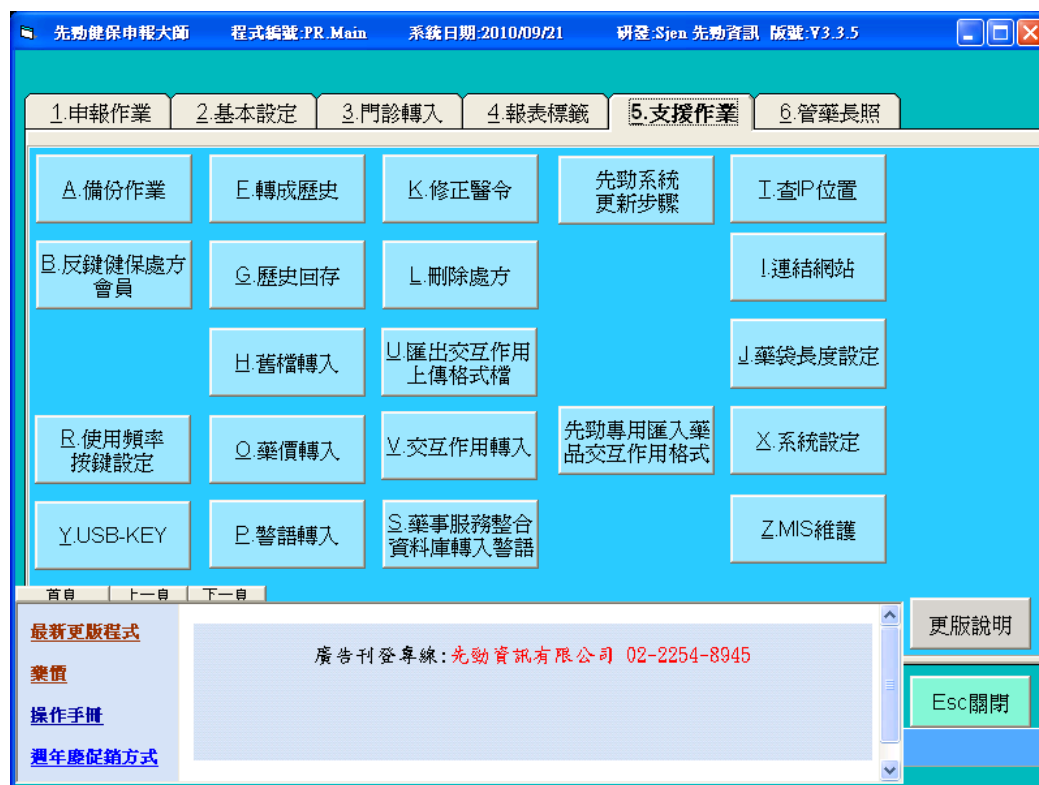 先勁健保申報大師 程式編號:PR.Main 系統日期:2010/09/21 研發:Sjen 先勁資訊 版號:V3.3.5
1.申報作業 2.基本設定 3.門診轉入 4.報表標籤 5.支援作業 6.管藥長照
A.備份作業 E.轉成歷史 K.修正醫令 先勁系統
更新步驟 T.查IP位置
B.反鍵健保處方
會員 G.歷史回存 L.刪除處方 I.連結網站
H.舊檔轉入 U.匯出交互作用
上傳格式檔 J.藥袋長度設定
R.使用頻率
按鍵設定 O.藥價轉入 V.交互作用轉入 先勁專用匯入藥
品交互作用格式 X.系統設定
Y.USB-KEY P.警語轉入 S.藥事服務整合
資料庫轉入警語 Z.MIS維護
首頁 上一頁 下一頁
最新更版程式
藥價
操作手冊
週年慶促銷方式
廣告刊登專線:先勁資訊有限公司 02-2254-8945
更版說明
Esc關閉